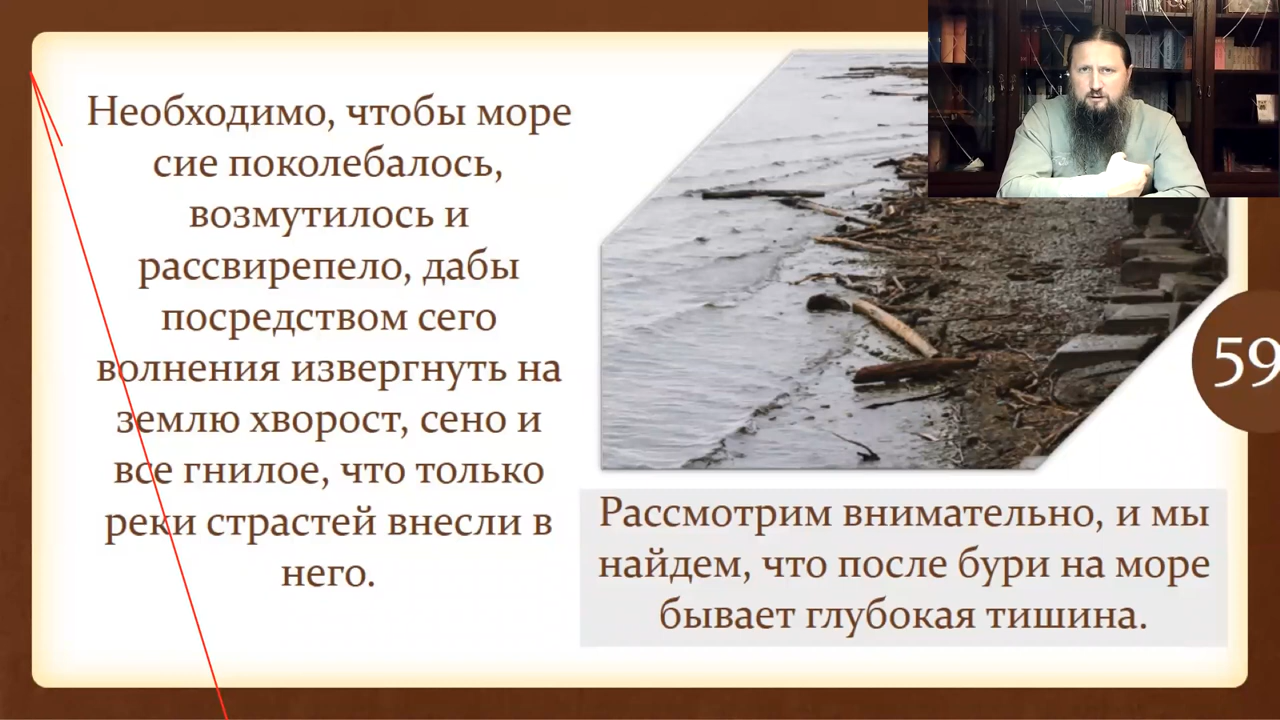 Необходимо, чтобы море
сие поколебалось,
возмутилось и
рассвирепело, дабы
посредством сего
волнения извергнуть на
землю хворост, сено и
все гнилое, что только
реки страстей внесли в
него.
59
Рассмотрим внимательно, и мы
найдем, что после бури на море
бывает глубокая тишина.